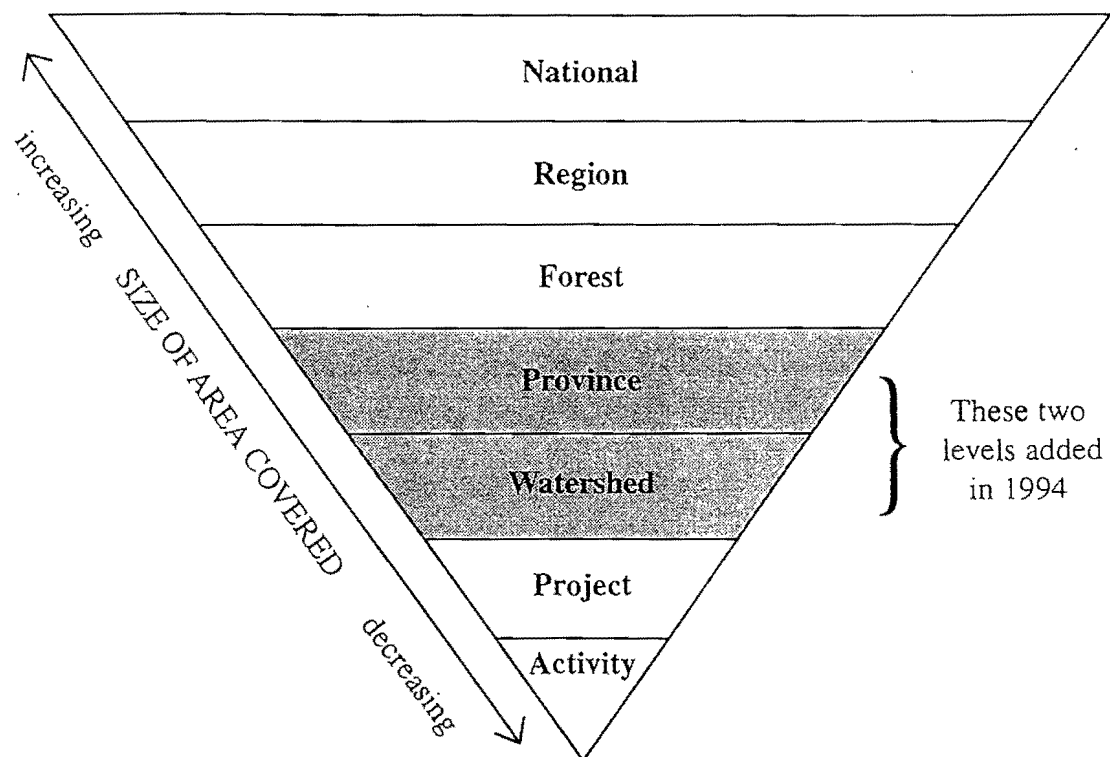 National
Region
Forest
Province
Watershed
Project
Activity
increasing
SIZE OF AREA COVERED
decreasing
These two
levels added
in 1994